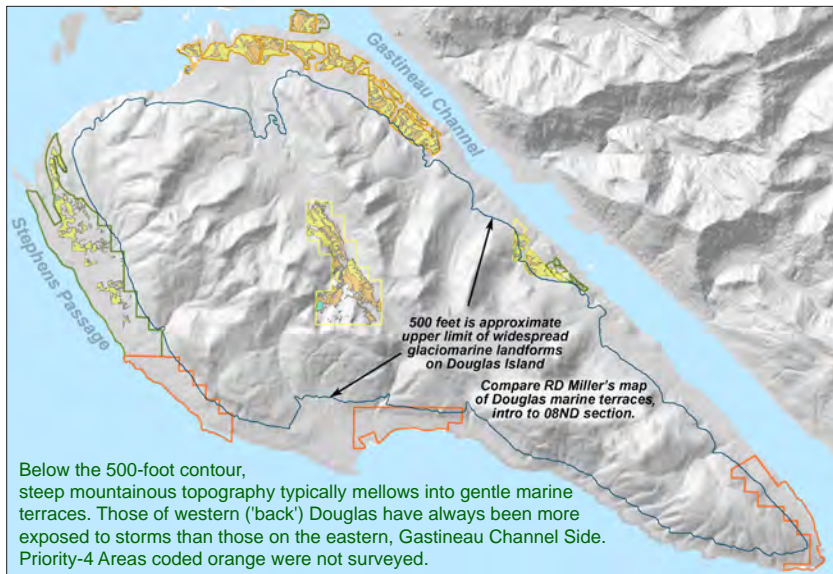 Gastineau Channel
Stephens Passage
500 feet is approximate
upper limit of widespread
glaciomarine landforms
on Douglas Island
Compare RD Miller's map
of Douglas marine terraces,
intro to 08ND section.
Below the 500-foot contour,
steep mountainous topography typically mellows into gentle marine
terraces. Those of western ('back') Douglas have always been more
exposed to storms than those on the eastern, Gastineau Channel Side.
Priority-4 Areas coded orange were not surveyed.